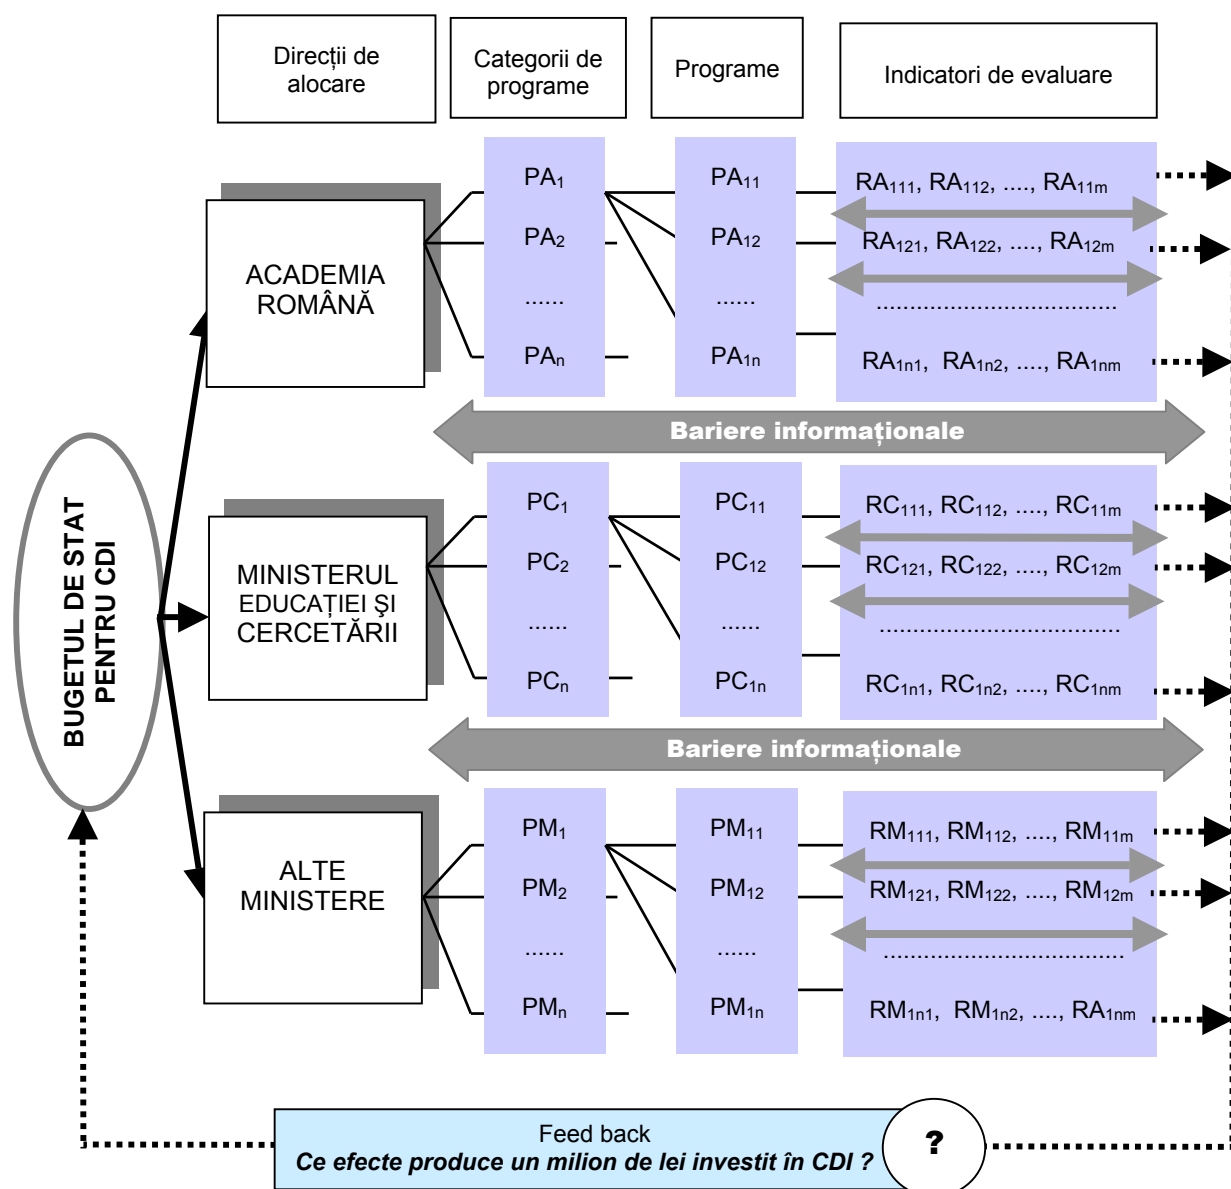 Direcții de
alocare
Categorii de
programe
Programe
Indicatori de evaluare
BUGETUL DE STAT
PENTRU CDI
ACADEMIA
ROMÂNĂ
PA₁
PA₂
......
PAₙ
PA₁₁
PA₁₂
......
PA₁ₙ
RA₁₁₁, RA₁₁₂, ...., RA₁₁ₘ
RA₁₂₁, RA₁₂₂, ...., RA₁₂ₘ
....................................
RA₁ₙ₁, RA₁ₙ₂, ...., RA₁ₙₘ
Bariere informaționale
MINISTERUL
EDUCAȚIEI ŞI
CERCETĂRII
PC₁
PC₂
......
PCₙ
PC₁₁
PC₁₂
......
PC₁ₙ
RC₁₁₁, RC₁₁₂, ...., RC₁₁ₘ
RC₁₂₁, RC₁₂₂, ...., RC₁₂ₘ
....................................
RC₁ₙ₁, RC₁ₙ₂, ...., RC₁ₙₘ
Bariere informaționale
ALTE
MINISTERE
PM₁
PM₂
......
PMₙ
PM₁₁
PM₁₂
......
PM₁ₙ
RM₁₁₁, RM₁₁₂, ...., RM₁₁ₘ
RM₁₂₁, RM₁₂₂, ...., RM₁₂ₘ
....................................
RM₁ₙ₁, RM₁ₙ₂, ...., RA₁ₙₘ
Feed back
Ce efecte produce un milion de lei investit în CDI ?
?